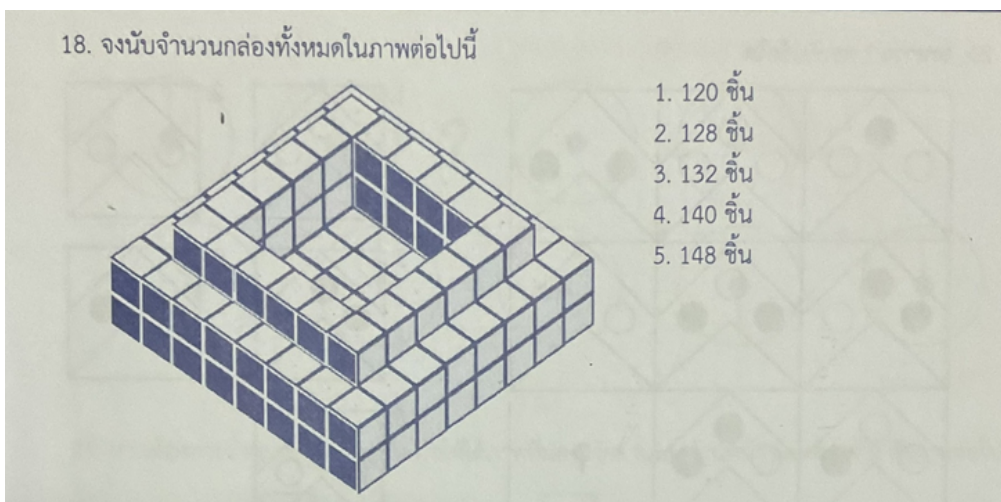 18. จงนับจำนวนกล่องทั้งหมดในภาพต่อไปนี้
1. 120 ชิ้น
2. 128 ชิ้น
3. 132 ชิ้น
4. 140 ชิ้น
5. 148 ชิ้น